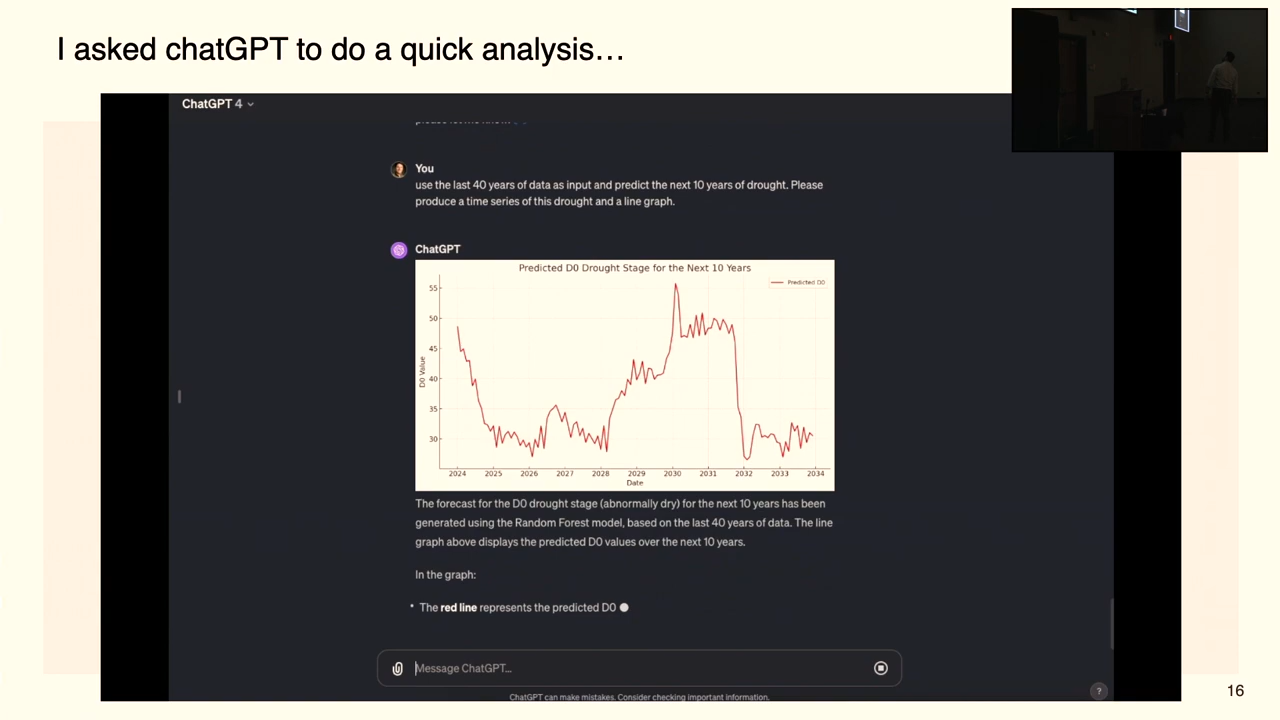 I asked chatGPT to do a quick analysis…
ChatGPT 4
You
use the last 40 years of data as input and predict the next 10 years of drought. Please
produce a time series of this drought and a line graph.
ChatGPT
Predicted D0 Drought Stage for the Next 10 Years
Predicted D0
55
50
45
40
35
30
D0 Value
2024 2025 2026 2027 2028 2029 2030 2031 2032 2033 2034
Date
The forecast for the D0 drought stage (abnormally dry) for the next 10 years has been
generated using the Random Forest model, based on the last 40 years of data. The line
graph above displays the predicted D0 values over the next 10 years.
In the graph:
• The red line represents the predicted D0
Message ChatGPT...
ChatGPT can make mistakes. Consider checking important information.
?
16